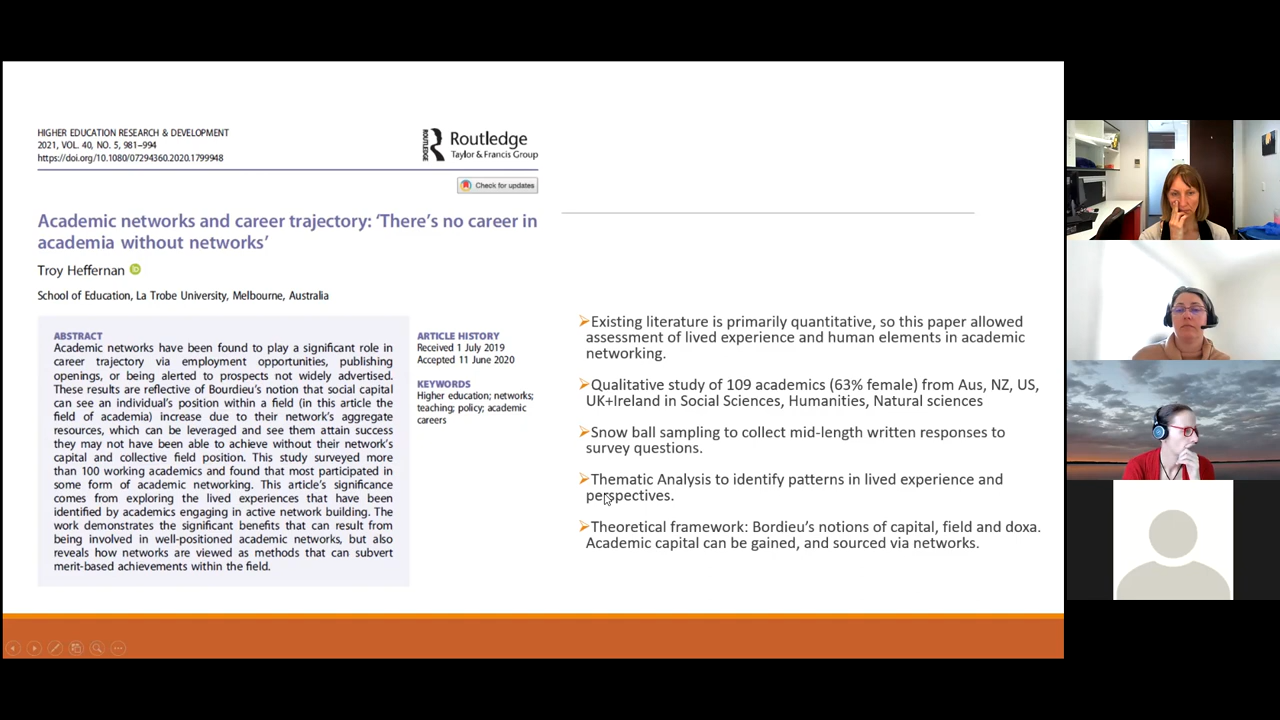 HIGHER EDUCATION RESEARCH & DEVELOPMENT
2021, VOL. 40, NO. 5, 981–994
https://doi.org/10.1080/07294360.2020.1799948
ROUTLEDGE
Routledge
Taylor & Francis Group
Check for updates
Academic networks and career trajectory: ‘There’s no career in
academia without networks’
Troy Heffernan
School of Education, La Trobe University, Melbourne, Australia
ABSTRACT
Academic networks have been found to play a significant role in
career trajectory via employment opportunities, publishing
openings, or being alerted to prospects not widely advertised.
These results are reflective of Bourdieu’s notion that social capital
can see an individual’s position within a field (in this article the
field of academia) increase due to their network’s aggregate
resources, which can be leveraged and see them attain success
they may not have been able to achieve without their network’s
capital and collective field position. This study surveyed more
than 100 working academics and found that most participated in
some form of academic networking. This article’s significance
comes from exploring the lived experiences that have been
identified by academics engaging in active network building. The
work demonstrates the significant benefits that can result from
being involved in well-positioned academic networks, but also
reveals how networks are viewed as methods that can subvert
merit-based achievements within the field.
ARTICLE HISTORY
Received 1 July 2019
Accepted 11 June 2020
KEYWORDS
Higher education; networks;
teaching; policy; academic
careers
Existing literature is primarily quantitative, so this paper allowed
assessment of lived experience and human elements in academic
networking.
Qualitative study of 109 academics (63% female) from Aus, NZ, US,
UK+Ireland in Social Sciences, Humanities, Natural sciences
Snow ball sampling to collect mid-length written responses to
survey questions.
Thematic Analysis to identify patterns in lived experience and
perspectives.
Theoretical framework: Bordieu’s notions of capital, field and doxa.
Academic capital can be gained, and sourced via networks.